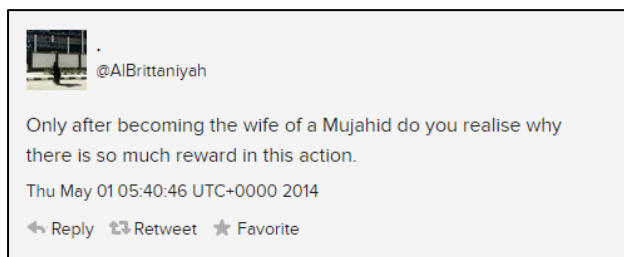 .
@AlBrittaniyah
Only after becoming the wife of a Mujahid do you realise why
there is so much reward in this action.
Thu May 01 05:40:46 UTC+0000 2014
Reply Retweet Favorite